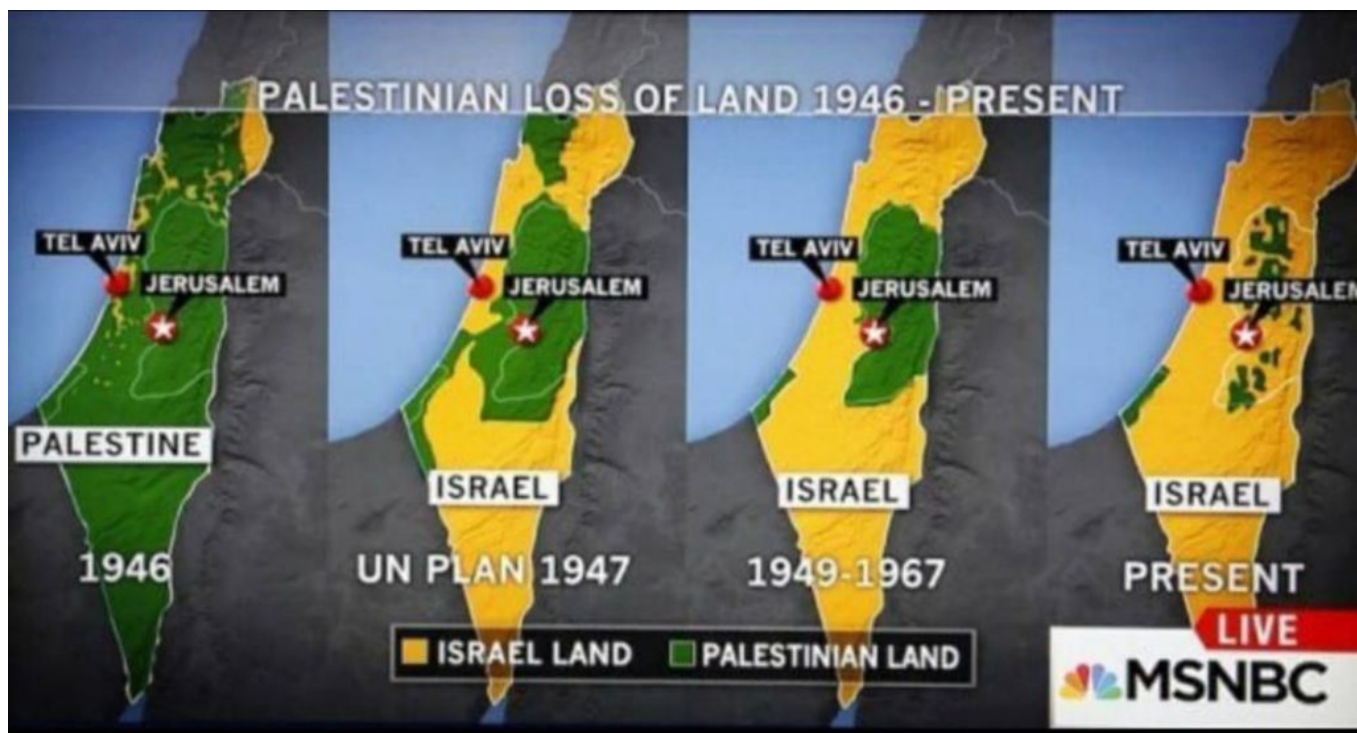 PALESTINIAN LOSS OF LAND 1946 - PRESENT
TEL AVIV
JERUSALEM
PALESTINE
1946
TEL AVIV
JERUSALEM
ISRAEL
UN PLAN 1947
TEL AVIV
JERUSALEM
ISRAEL
1949-1967
TEL AVIV
JERUSALEM
ISRAEL
PRESENT
ISRAEL LAND
PALESTINIAN LAND
LIVE
MSNBC